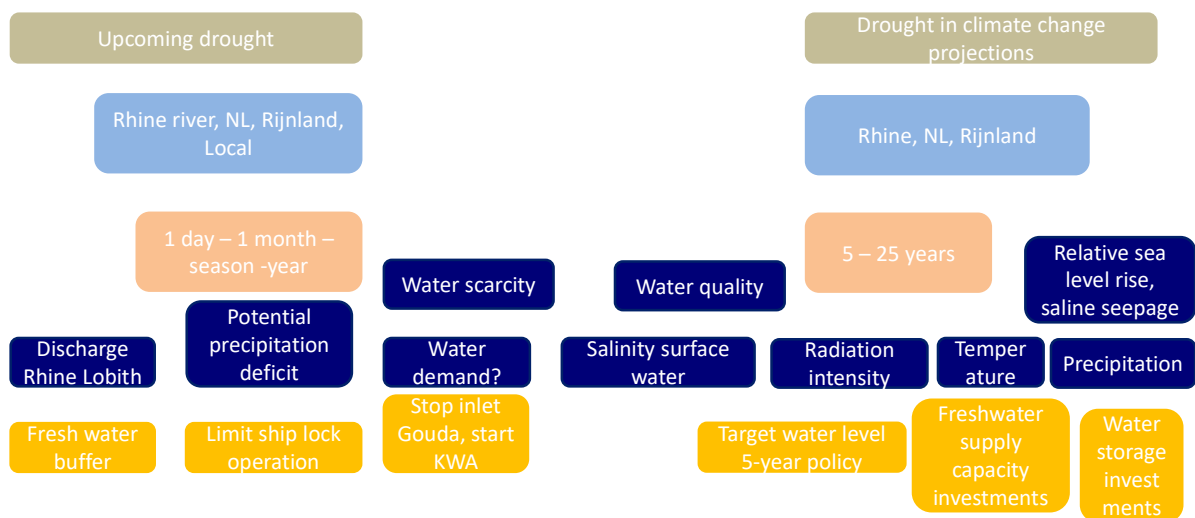 Upcoming drought
Drought in climate change
projections
Rhine river, NL, Rijnland,
Local
Rhine, NL, Rijnland
1 day – 1 month –
season -year
5 – 25 years
Water scarcity
Water quality
Relative sea
level rise,
saline seepage
Discharge
Rhine Lobith
Potential
precipitation
deficit
Water
demand?
Salinity surface
water
Radiation
intensity
Temper
ature
Precipitation
Fresh water
buffer
Limit ship lock
operation
Stop inlet
Gouda, start
KWA
Target water level
5-year policy
Freshwater
supply
capacity
investments
Water
storage
invest
ments